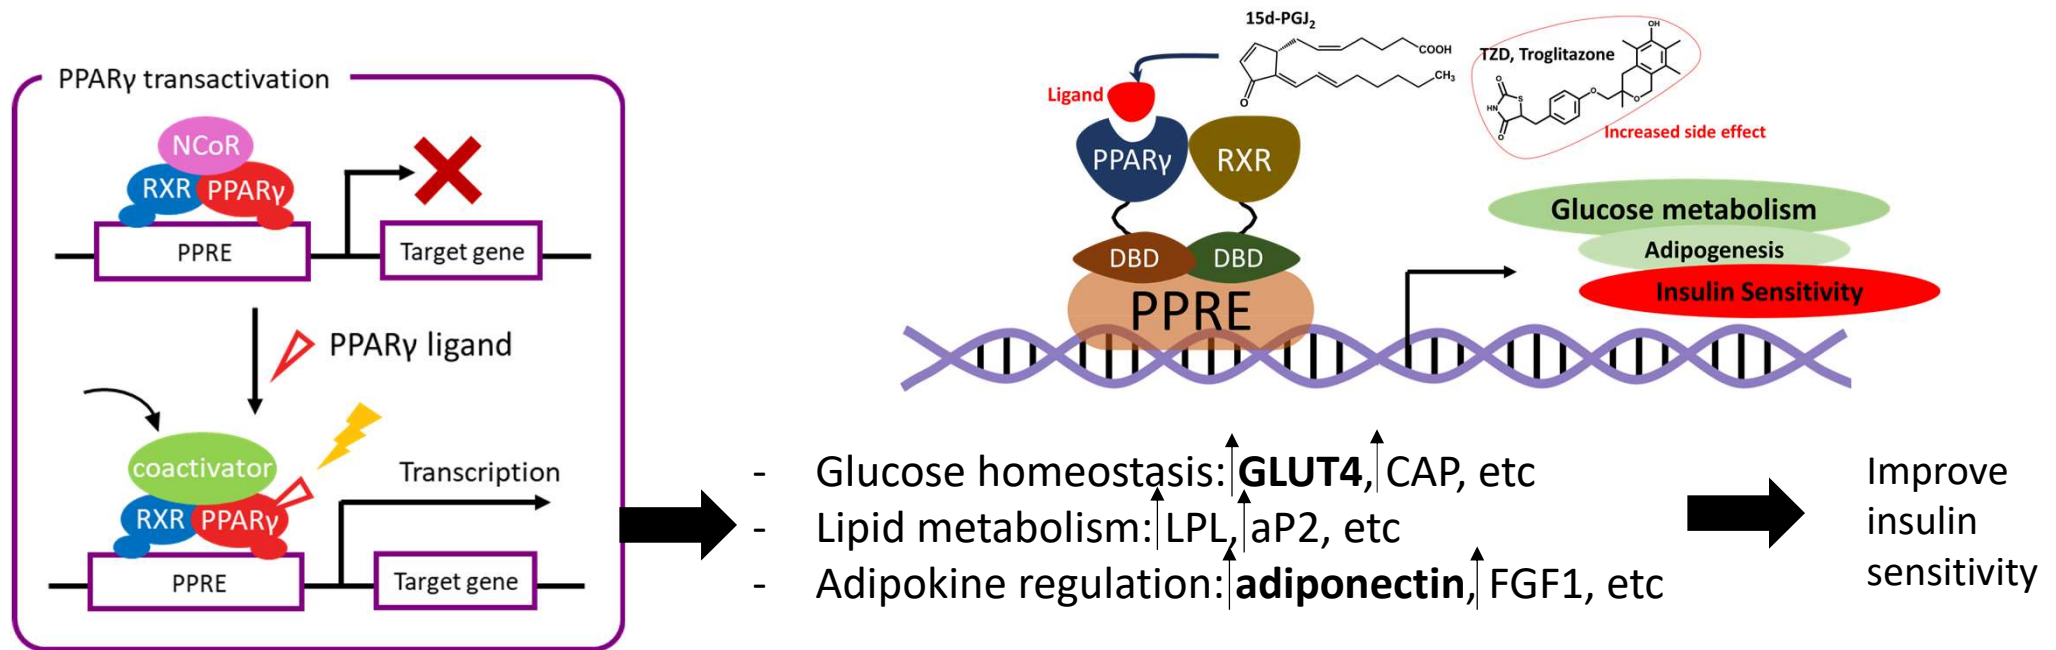 PPARγ transactivation
NCoR
RXR PPARγ
PPRE
Target gene
PPARγ ligand
coactivator
Transcription
RXR PPARγ
PPRE
Target gene
15d-PGJ2
COOH
CH3
O
Ligand
TZD, Troglitazone
OH
O
S
HN
O
O
O
Increased side effect
PPARγ
RXR
DBD
DBD
PPRE
Glucose metabolism
Adipogenesis
Insulin Sensitivity
- Glucose homeostasis:↑GLUT4,↑CAP, etc
- Lipid metabolism:↑LPL,↑aP2, etc
- Adipokine regulation:↑adiponectin,↑FGF1, etc
Improve
insulin
sensitivity